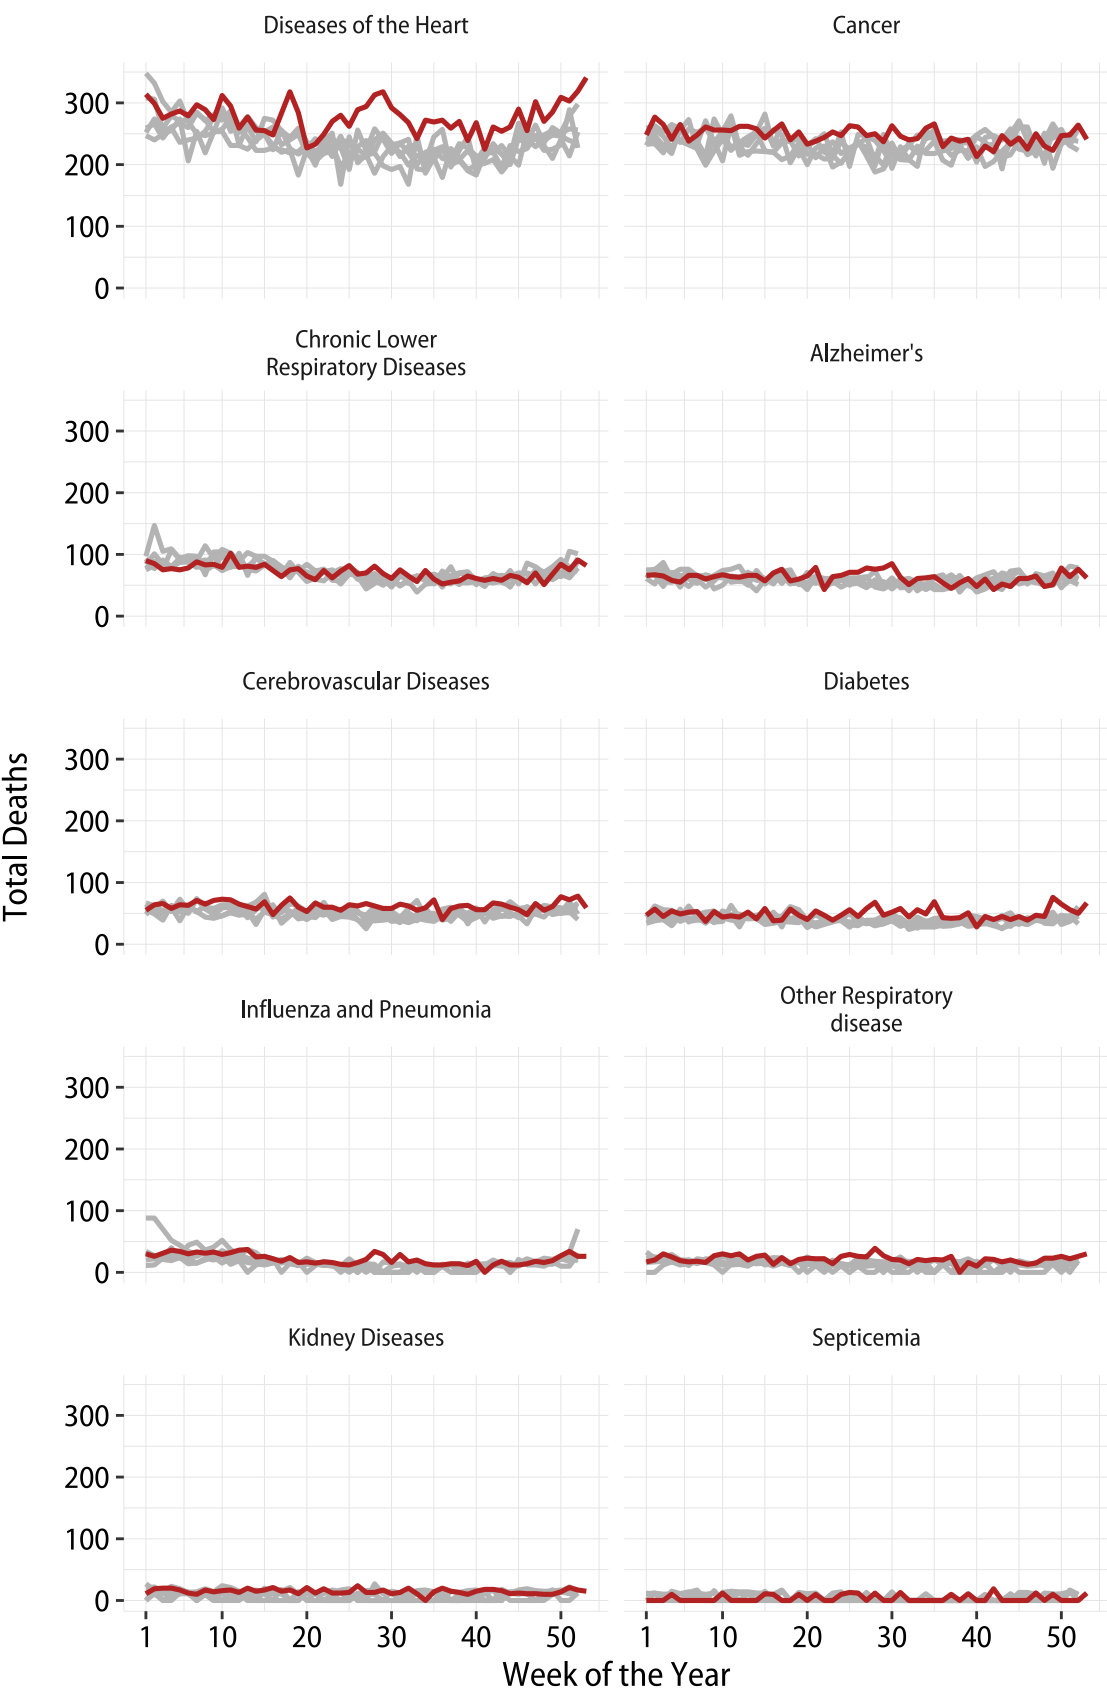 Diseases of the Heart
Cancer
300
200
100
0
Chronic Lower
Respiratory Diseases
Alzheimer's
300
200
100
0
Cerebrovascular Diseases
Diabetes
300
200
100
0
Total Deaths
Influenza and Pneumonia
Other Respiratory
disease
300
200
100
0
Kidney Diseases
Septicemia
300
200
100
0
1 10 20 30 40 50
1 10 20 30 40 50
Week of the Year